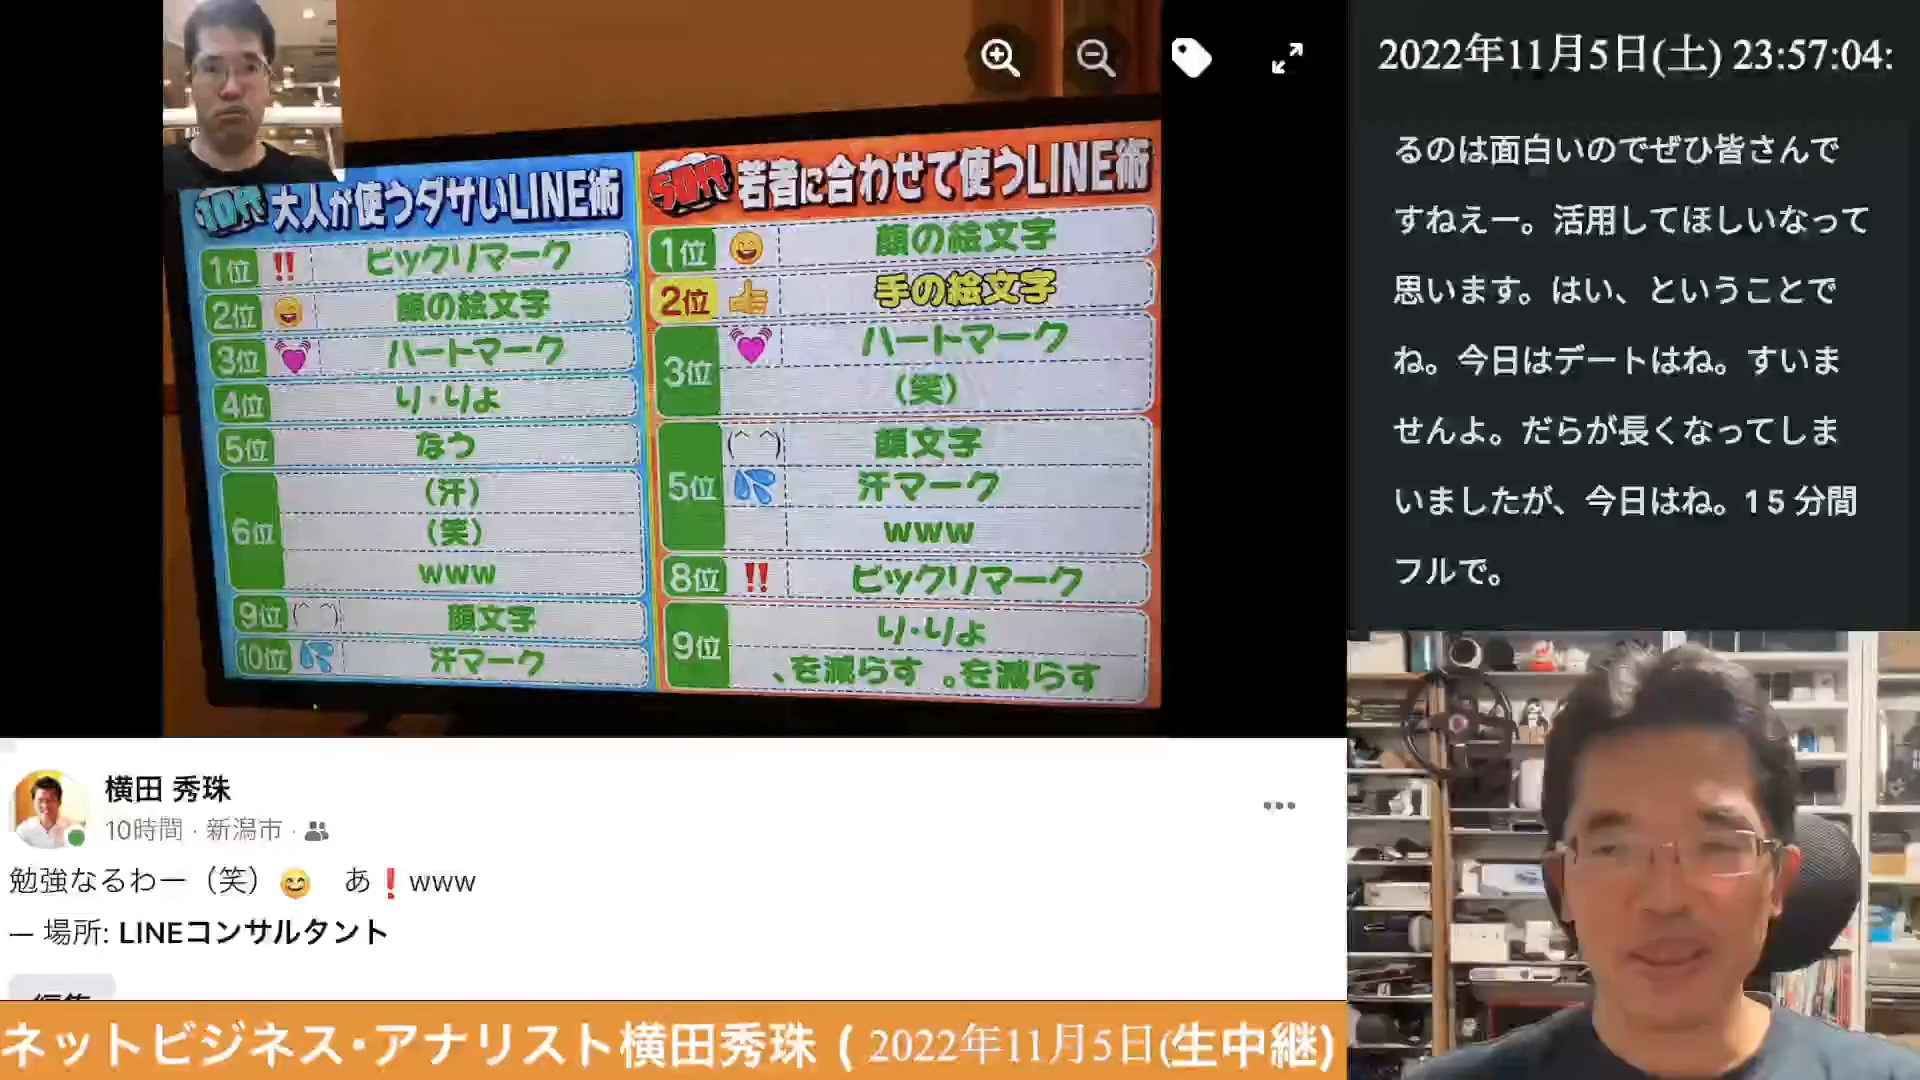 10代 大人が使うダサいLINE術
1位 ‼ ビックリマーク
2位 😄 顔の絵文字
3位 💓 ハートマーク
4位 り・りょ
5位 なう
6位 (汗)
(笑)
www
9位 (^ ^) 顔文字
10位 💦 汗マーク
50代 若者に合わせて使うLINE術
1位 😄 顔の絵文字
2位 👍 手の絵文字
3位 💓 ハートマーク
(笑)
5位 (^ ^) 顔文字
💦 汗マーク
www
8位 ‼ ビックリマーク
9位 り・りょ
、を減らす 。を減らす
横田 秀珠
10時間 · 新潟市 ·
勉強なるわー（笑）😄 あ❗www
— 場所: LINEコンサルタント
編集
2022年11月5日(土) 23:57:04:
るのは面白いのでぜひ皆さんで
すねえー。活用してほしいなって
思います。はい、ということで
ね。今日はデートはね。すいま
せんよ。だらが長くなってしま
いましたが、今日はね。15分間
フルで。
ネットビジネス・アナリスト横田秀珠 ( 2022年11月5日(生中継)